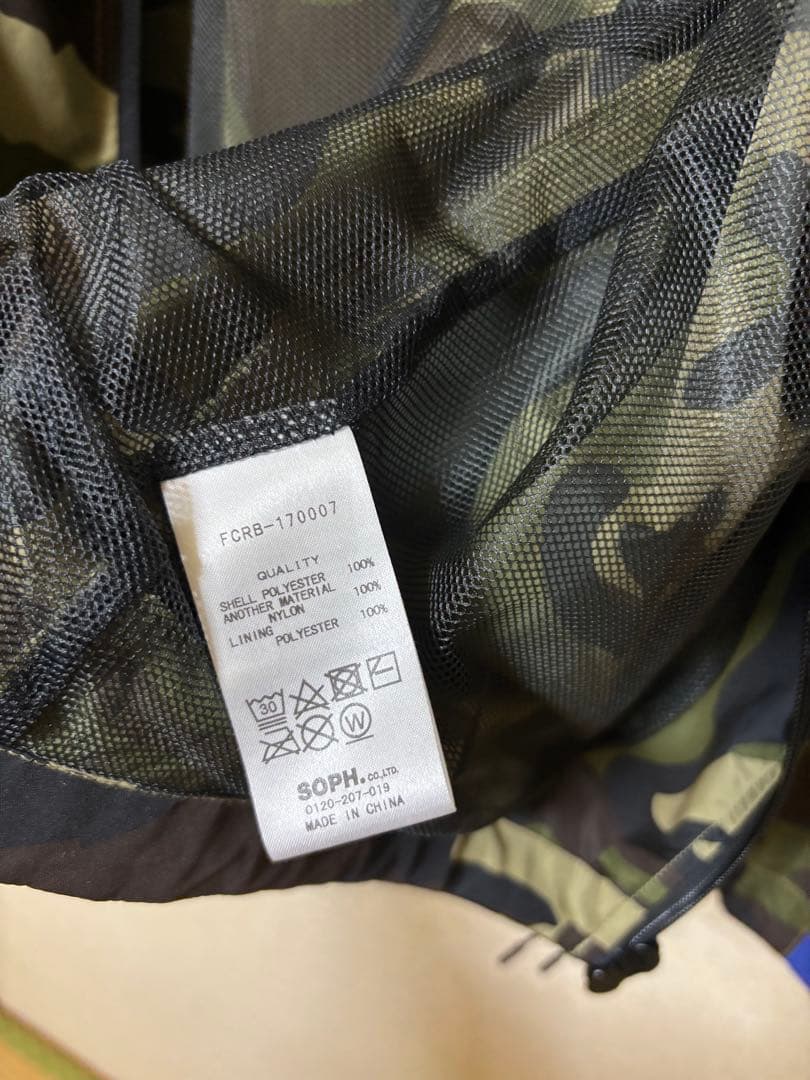 FCRB-170007
QUALITY
SHELL POLYESTER 100%
ANOTHER MATERIAL
NYLON 100%
LINING POLYESTER 100%
30
W
SOPH.CO.,LTD.
0120-207-019
MADE IN CHINA